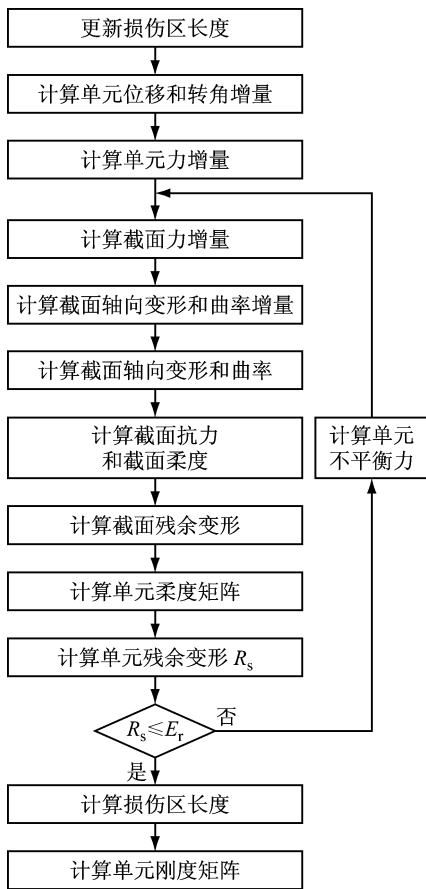 更新损伤区长度
计算单元位移和转角增量
计算单元力增量
计算截面力增量
计算截面轴向变形和曲率增量
计算截面轴向变形和曲率
计算截面抗力
和截面柔度
计算单元
不平衡力
计算截面残余变形
计算单元柔度矩阵
计算单元残余变形 Rs
Rs≤Er
否
是
计算损伤区长度
计算单元刚度矩阵